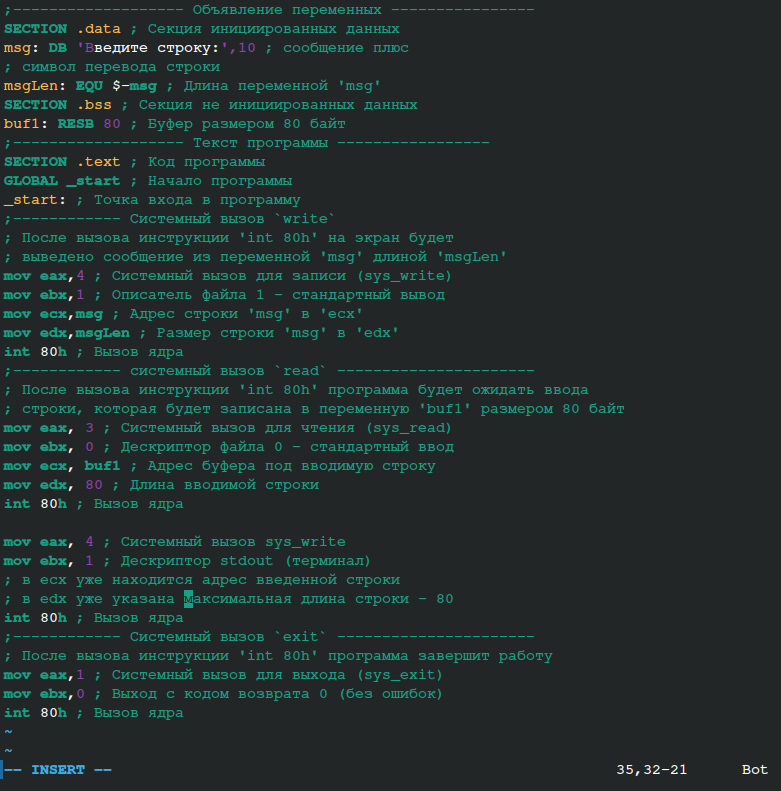 ;------------------- Объявление переменных ----------------
SECTION .data ; Секция инициированных данных
msg: DB 'Введите строку:',10 ; сообщение плюс
; символ перевода строки
msgLen: EQU $-msg ; Длина переменной 'msg'
SECTION .bss ; Секция не инициированных данных
buf1: RESB 80 ; Буфер размером 80 байт
;------------------- Текст программы -----------------
SECTION .text ; Код программы
GLOBAL _start ; Начало программы
_start: ; Точка входа в программу
;------------ Системный вызов `write`
; После вызова инструкции 'int 80h' на экран будет
; выведено сообщение из переменной 'msg' длиной 'msgLen'
mov eax,4 ; Системный вызов для записи (sys_write)
mov ebx,1 ; Описатель файла 1 - стандартный вывод
mov ecx,msg ; Адрес строки 'msg' в 'ecx'
mov edx,msgLen ; Размер строки 'msg' в 'edx'
int 80h ; Вызов ядра
;------------ системный вызов `read` ----------------------
; После вызова инструкции 'int 80h' программа будет ожидать ввода
; строки, которая будет записана в переменную 'buf1' размером 80 байт
mov eax, 3 ; Системный вызов для чтения (sys_read)
mov ebx, 0 ; Дескриптор файла 0 - стандартный ввод
mov ecx, buf1 ; Адрес буфера под вводимую строку
mov edx, 80 ; Длина вводимой строки
int 80h ; Вызов ядра
mov eax, 4 ; Системный вызов sys_write
mov ebx, 1 ; Дескриптор stdout (терминал)
; в ecx уже находится адрес введенной строки
; в edx уже указана максимальная длина строки - 80
int 80h ; Вызов ядра
;------------ Системный вызов `exit` ----------------------
; После вызова инструкции 'int 80h' программа завершит работу
mov eax,1 ; Системный вызов для выхода (sys_exit)
mov ebx,0 ; Выход с кодом возврата 0 (без ошибок)
int 80h ; Вызов ядра
~
~
-- INSERT -- 35,32-21 Bot